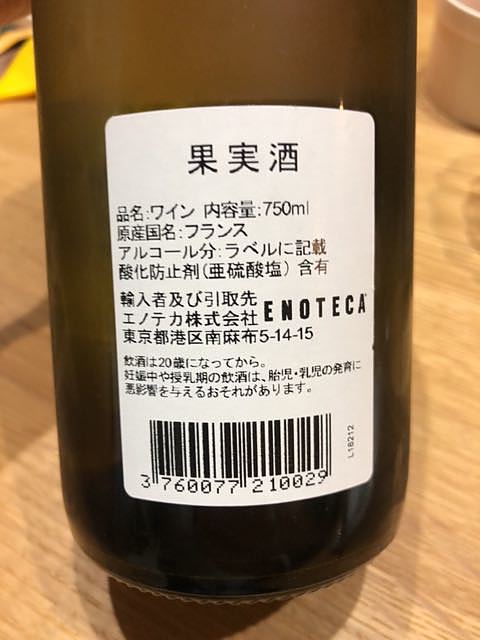 果実酒
品名:ワイン 内容量:750ml
原産国名:フランス
アルコール分:ラベルに記載
酸化防止剤(亜硫酸塩) 含有
輸入者及び引取先
エノテカ株式会社 ENOTECA
東京都港区南麻布5-14-15
飲酒は20歳になってから。
妊娠中や授乳期の飲酒は、胎児・乳児の発育に
悪影響を与えるおそれがあります。
L18212
3 760077 210029